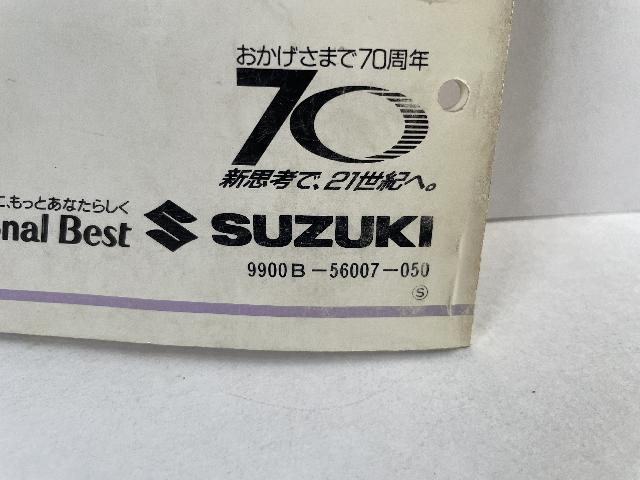 おかげさまで70周年
70
新思考で、21世紀へ。
に、もっとあなたらしく
onal Best
SUZUKI
9900B-56007-050
S